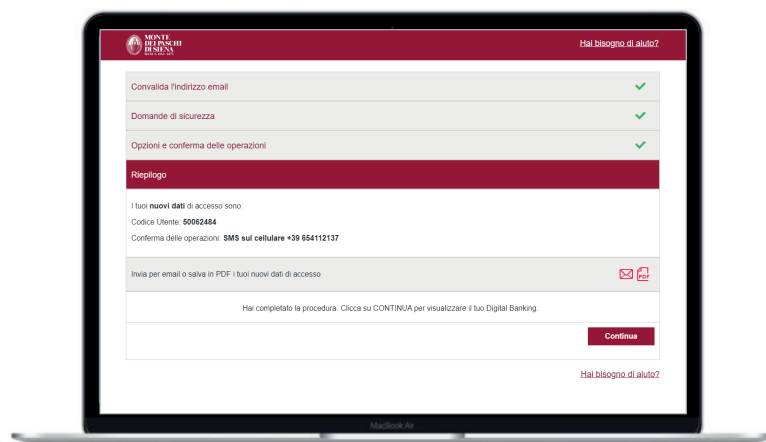 MONTE
DEI PASCHI
DI SIENA
BANCA DAL 1472
Hai bisogno di aiuto?
Convalida l'indirizzo email
Domande di sicurezza
Opzioni e conferma delle operazioni
Riepilogo
I tuoi nuovi dati di accesso sono:
Codice Utente: 50062484
Conferma delle operazioni: SMS sul cellulare +39 654112137
Invia per email o salva in PDF i tuoi nuovi dati di accesso
PDF
Hai completato la procedura. Clicca su CONTINUA per visualizzare il tuo Digital Banking.
Continua
Hai bisogno di aiuto?
MacBook Air